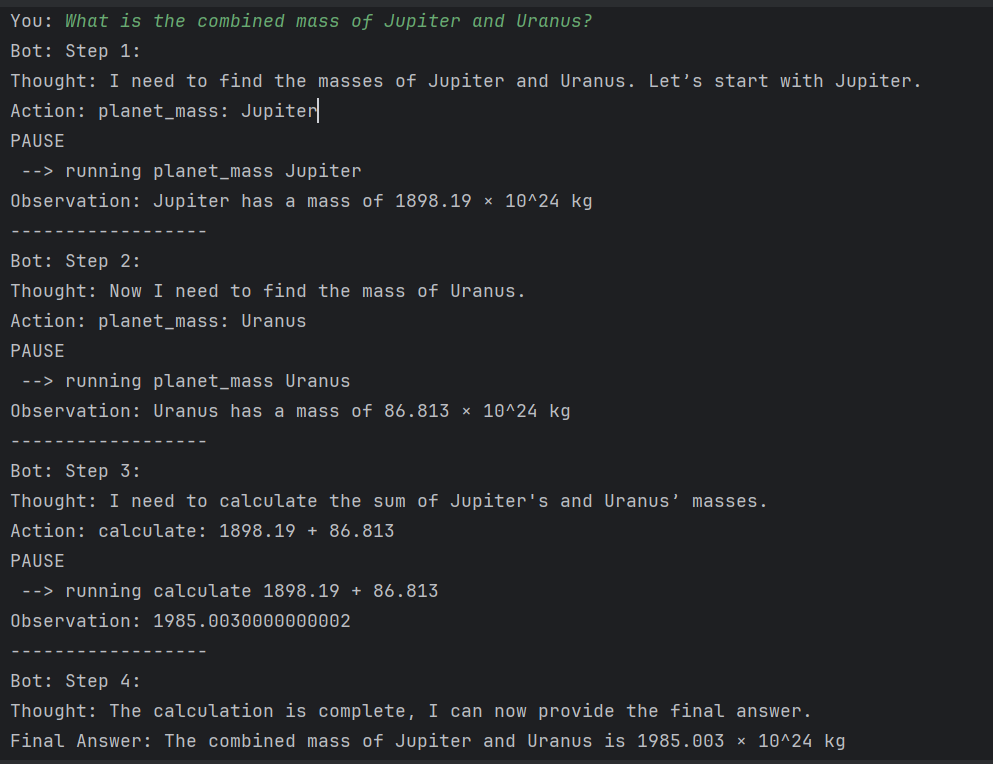 You: What is the combined mass of Jupiter and Uranus?
Bot: Step 1:
Thought: I need to find the masses of Jupiter and Uranus. Let’s start with Jupiter.
Action: planet_mass: Jupiter
PAUSE
 --> running planet_mass Jupiter
Observation: Jupiter has a mass of 1898.19 × 10^24 kg
------------------
Bot: Step 2:
Thought: Now I need to find the mass of Uranus.
Action: planet_mass: Uranus
PAUSE
 --> running planet_mass Uranus
Observation: Uranus has a mass of 86.813 × 10^24 kg
------------------
Bot: Step 3:
Thought: I need to calculate the sum of Jupiter's and Uranus’ masses.
Action: calculate: 1898.19 + 86.813
PAUSE
 --> running calculate 1898.19 + 86.813
Observation: 1985.0030000000002
------------------
Bot: Step 4:
Thought: The calculation is complete, I can now provide the final answer.
Final Answer: The combined mass of Jupiter and Uranus is 1985.003 × 10^24 kg